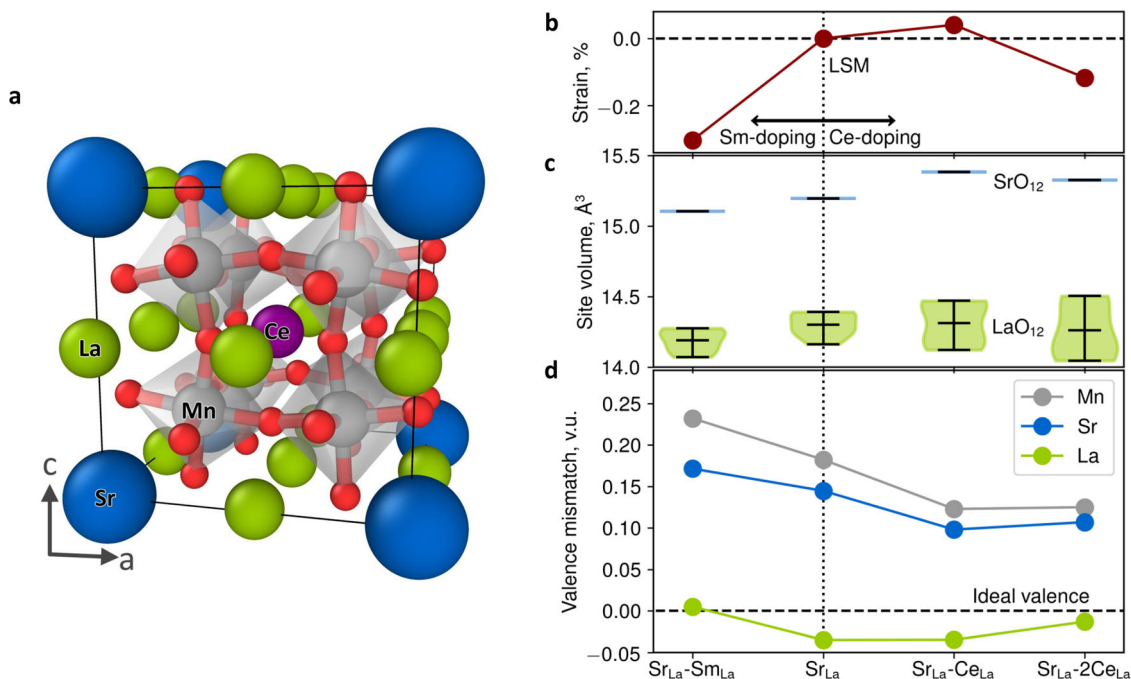 a
Ce
La
Mn
Sr
c
a
b
0.0
−0.2
Strain, %
LSM
Sm-doping
Ce-doping
c
15.5
15.0
14.5
14.0
Site volume, Å³
SrO₁₂
LaO₁₂
d
0.25
0.20
0.15
0.10
0.05
0.00
−0.05
Valence mismatch, v.u.
Mn
Sr
La
Ideal valence
Sr_La-Sm_La
Sr_La
Sr_La-Ce_La
Sr_La-2Ce_La